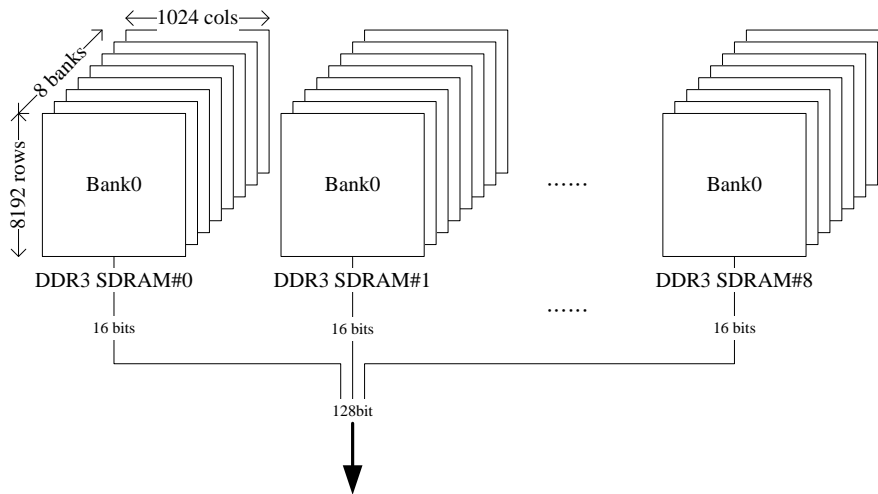 1024 cols
8 banks
8192 rows
Bank0
Bank0
......
Bank0
DDR3 SDRAM#0
DDR3 SDRAM#1
DDR3 SDRAM#8
......
16 bits
16 bits
16 bits
128bit